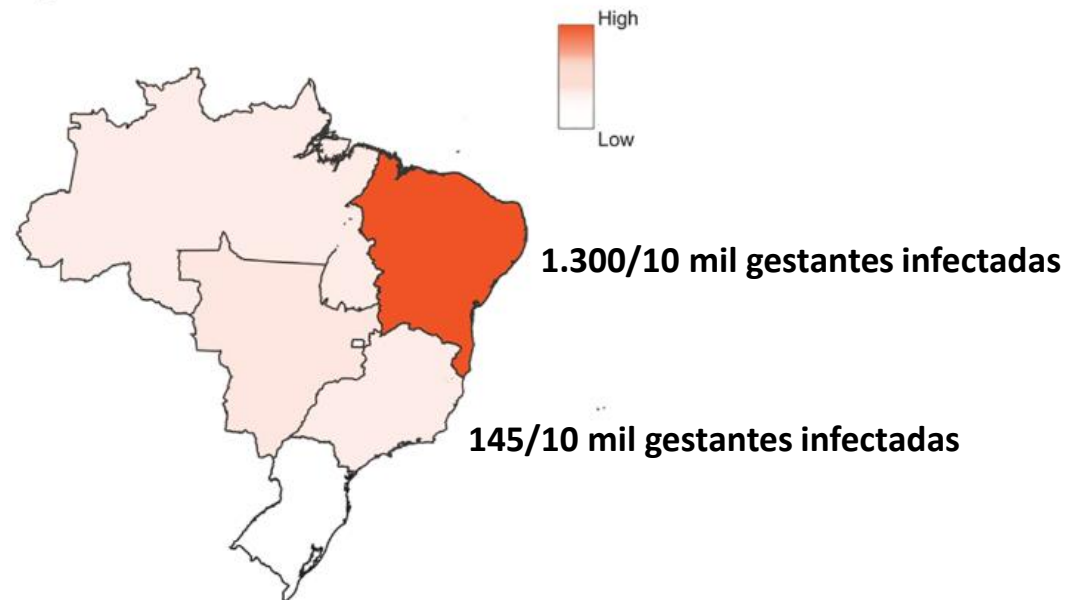 High
Low
1.300/10 mil gestantes infectadas
145/10 mil gestantes infectadas